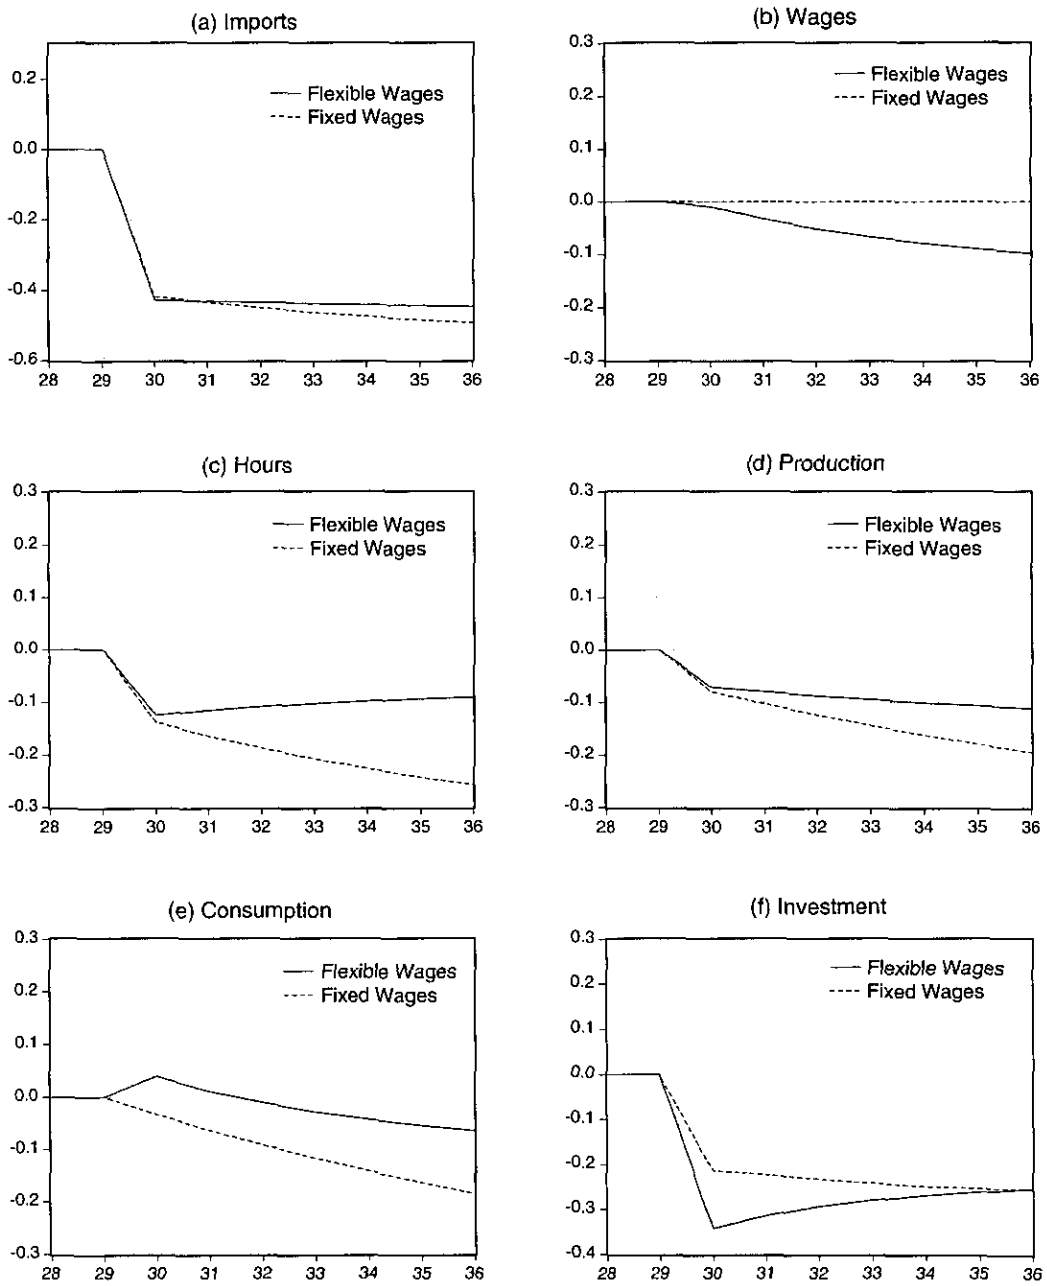 (a) Imports
0.2
0.0
-0.2
-0.4
-0.6
Flexible Wages
Fixed Wages
28 29 30 31 32 33 34 35 36
(b) Wages
0.3
0.2
0.1
0.0
-0.1
-0.2
-0.3
Flexible Wages
Fixed Wages
28 29 30 31 32 33 34 35 36
(c) Hours
0.3
0.2
0.1
0.0
-0.1
-0.2
-0.3
Flexible Wages
Fixed Wages
28 29 30 31 32 33 34 35 36
(d) Production
0.3
0.2
0.1
0.0
-0.1
-0.2
-0.3
Flexible Wages
Fixed Wages
28 29 30 31 32 33 34 35 36
(e) Consumption
0.3
0.2
0.1
0.0
-0.1
-0.2
-0.3
Flexible Wages
Fixed Wages
28 29 30 31 32 33 34 35 36
(f) Investment
0.3
0.2
0.1
0.0
-0.1
-0.2
-0.3
-0.4
Flexible Wages
Fixed Wages
28 29 30 31 32 33 34 35 36